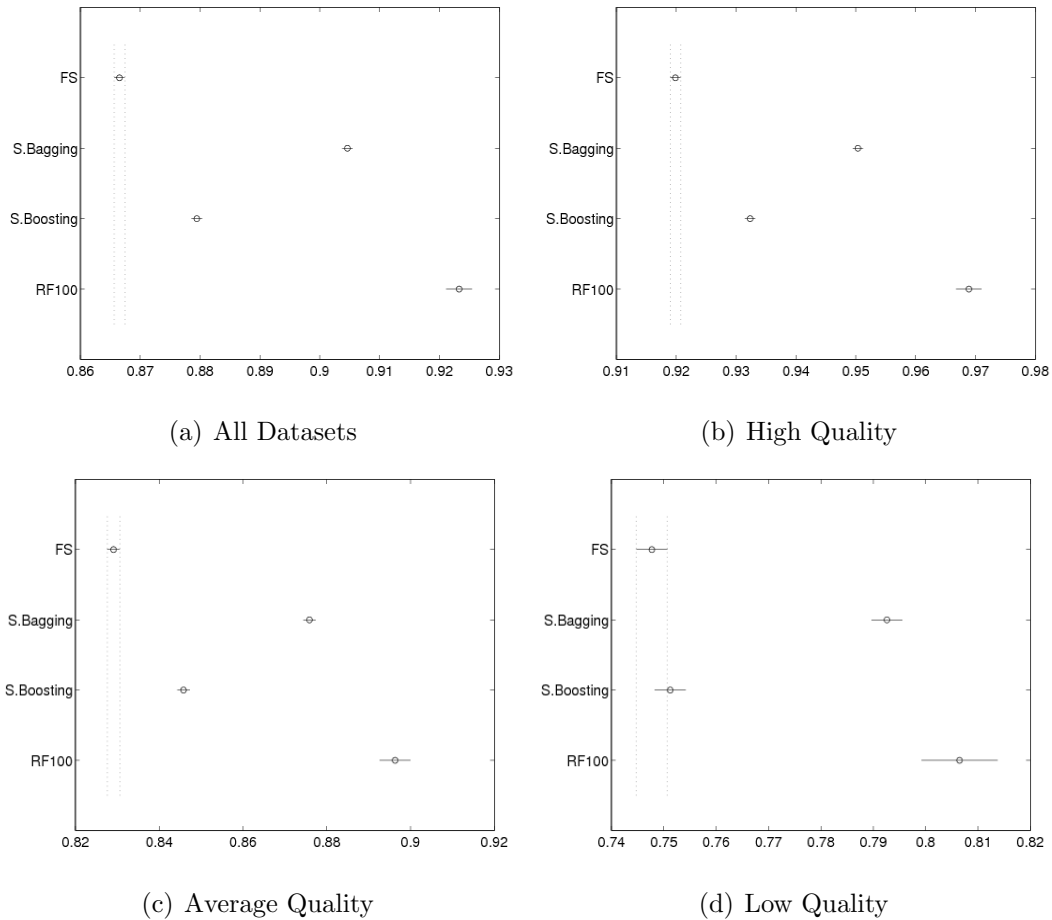 FS
S.Bagging
S.Boosting
RF100
0.86 0.87 0.88 0.89 0.9 0.91 0.92 0.93
(a) All Datasets
FS
S.Bagging
S.Boosting
RF100
0.91 0.92 0.93 0.94 0.95 0.96 0.97 0.98
(b) High Quality
FS
S.Bagging
S.Boosting
RF100
0.82 0.84 0.86 0.88 0.9 0.92
(c) Average Quality
FS
S.Bagging
S.Boosting
RF100
0.74 0.75 0.76 0.77 0.78 0.79 0.8 0.81 0.82
(d) Low Quality